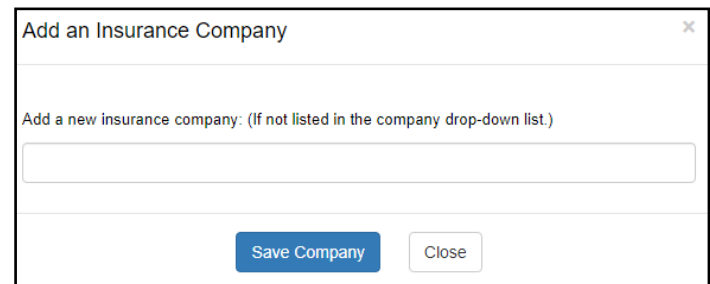 Add an Insurance Company
×
Add a new insurance company: (If not listed in the company drop-down list.)
Save Company
Close